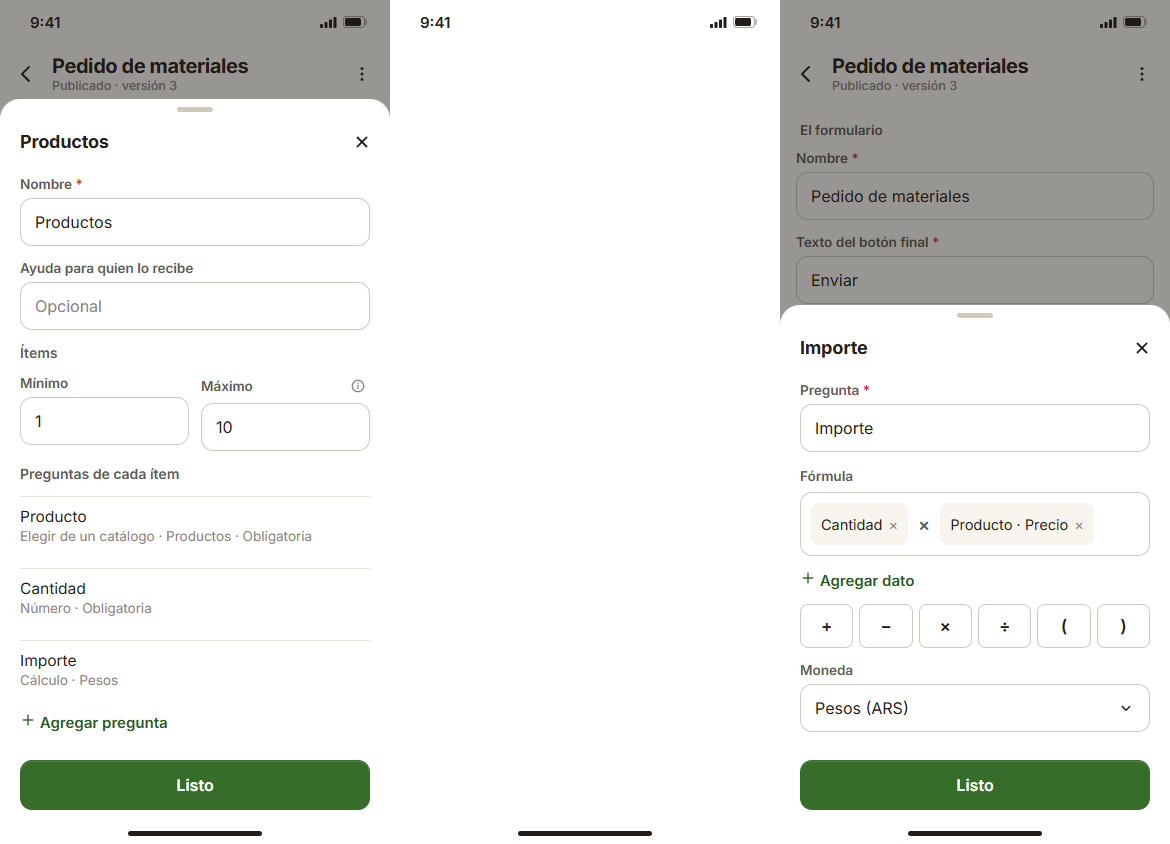 9:41
Pedido de materiales
Publicado · versión 3
Productos
Nombre *
Productos
Ayuda para quien lo recibe
Opcional
Ítems
Mínimo
Máximo
1
10
Preguntas de cada ítem
Producto
Elegir de un catálogo · Productos · Obligatoria
Cantidad
Número · Obligatoria
Importe
Cálculo · Pesos
+ Agregar pregunta
Listo
9:41
9:41
Pedido de materiales
Publicado · versión 3
El formulario
Nombre *
Pedido de materiales
Texto del botón final *
Enviar
Importe
Pregunta *
Importe
Fórmula
Cantidad × × Producto · Precio ×
+ Agregar dato
+ − × ÷ ( )
Moneda
Pesos (ARS)
Listo